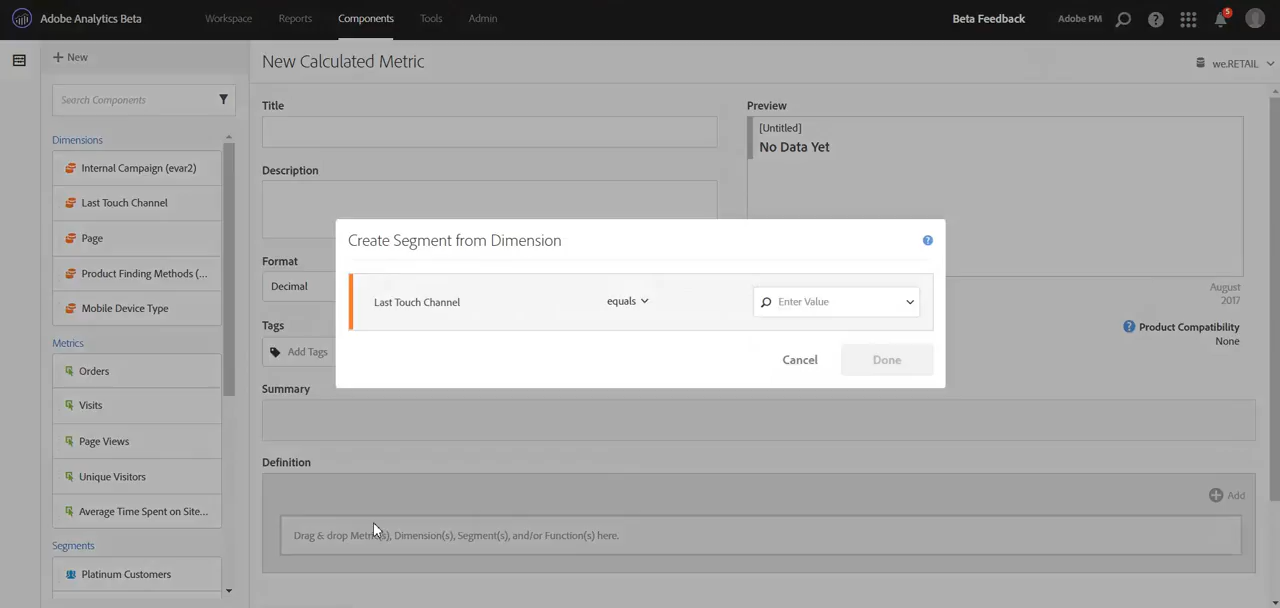 Adobe Analytics Beta
Workspace
Reports
Components
Tools
Admin
Beta Feedback
Adobe PM
5
+ New
New Calculated Metric
we.RETAIL
Search Components
Dimensions
Internal Campaign (evar2)
Last Touch Channel
Page
Product Finding Methods (...
Mobile Device Type
Metrics
Orders
Visits
Page Views
Unique Visitors
Average Time Spent on Site...
Segments
Platinum Customers
Title
Description
Format
Decimal
Tags
Add Tags
Summary
Definition
Add
Drag & drop Metric(s), Dimension(s), Segment(s), and/or Function(s) here.
Preview
[Untitled]
No Data Yet
August
2017
Product Compatibility
None
Create Segment from Dimension
Last Touch Channel
equals
Enter Value
Cancel
Done